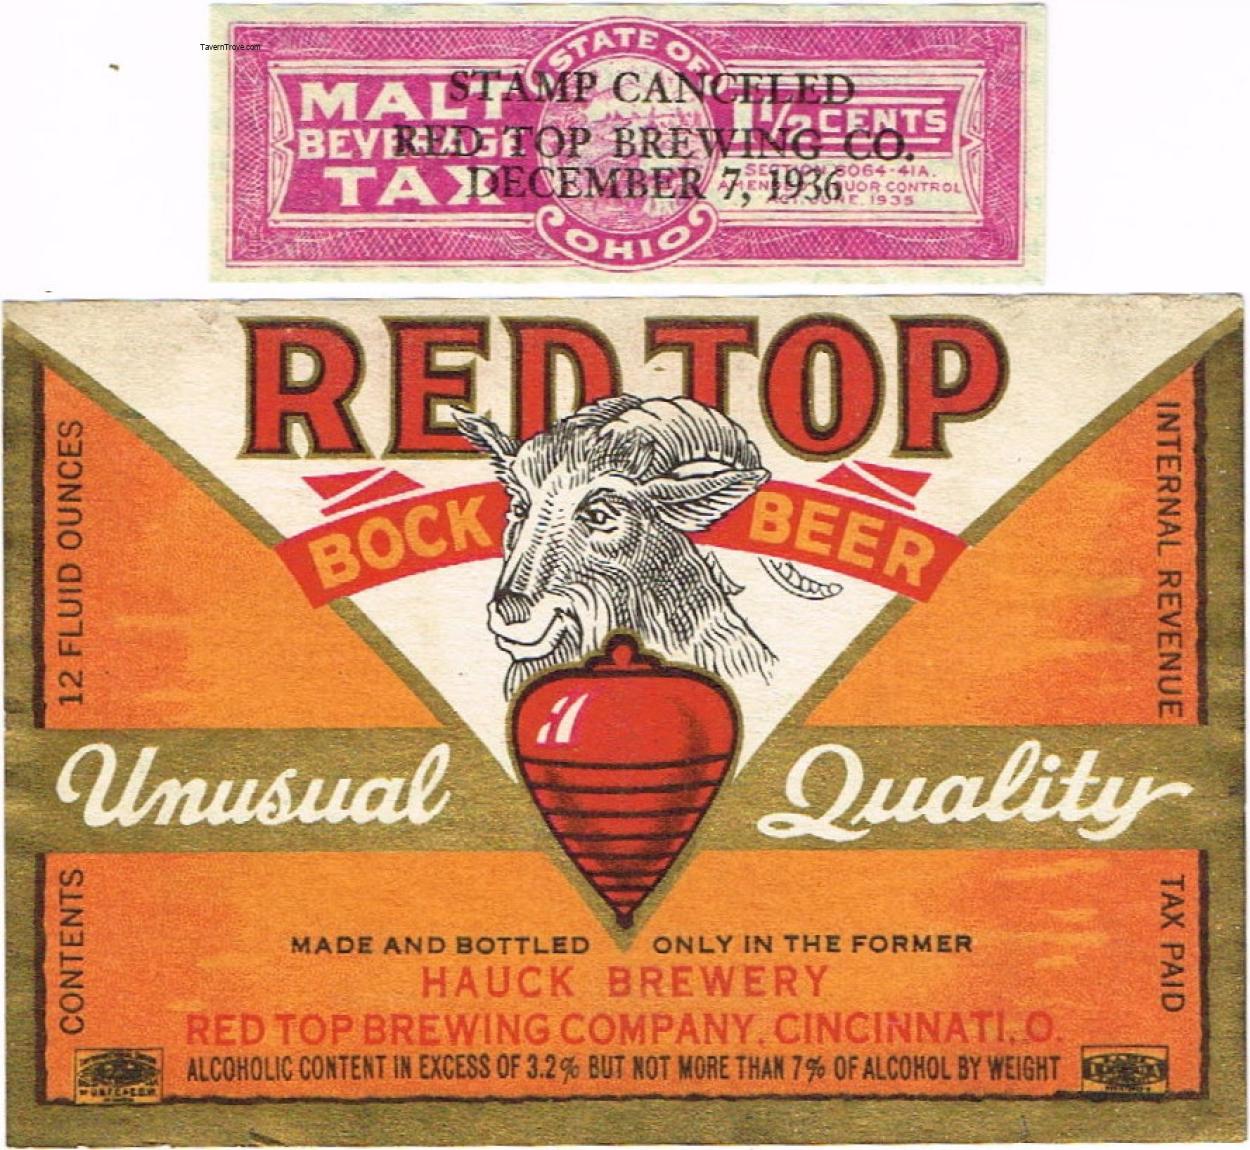 TavernTrove.com
STATE OF
MALT
BEVERAGE
TAX
1 1/2 CENTS
SECTION 6064-41A.
AMENDED LIQUOR CONTROL
ACT, JUNE, 1935
OHIO
STAMP CANCELED
RED TOP BREWING CO.
DECEMBER 7, 1936
RED TOP
BOCK BEER
CONTENTS 12 FLUID OUNCES
INTERNAL REVENUE TAX PAID
Unusual Quality
MADE AND BOTTLED ONLY IN THE FORMER
HAUCK BREWERY
RED TOP BREWING COMPANY, CINCINNATI, O.
ALCOHOLIC CONTENT IN EXCESS OF 3.2% BUT NOT MORE THAN 7% OF ALCOHOL BY WEIGHT